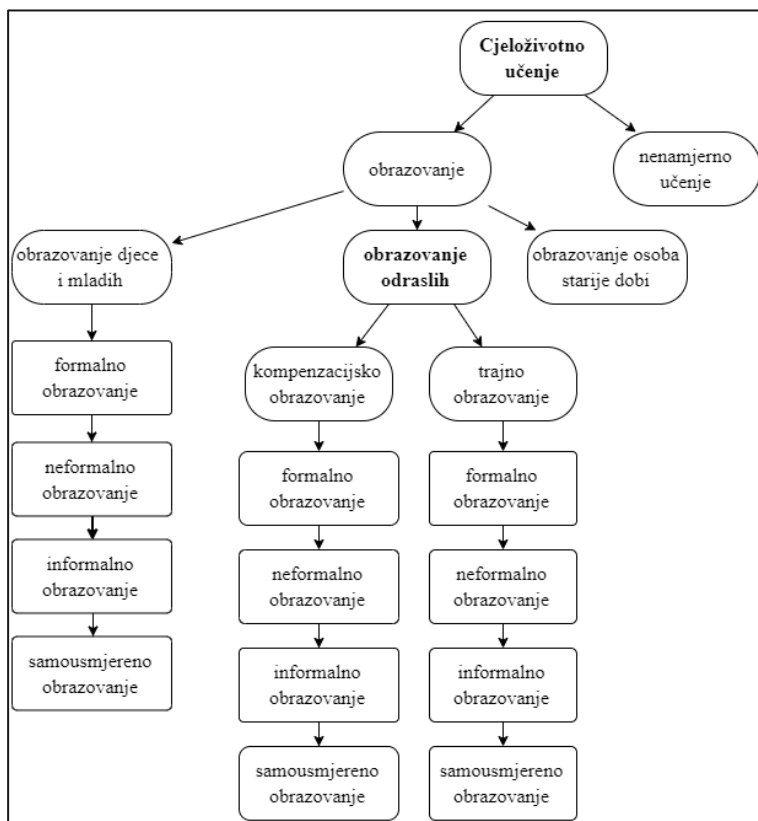 Cjeloživotno
učenje
obrazovanje
nenamjerno
učenje
obrazovanje djece
i mladih
obrazovanje
odraslih
obrazovanje osoba
starije dobi
formalno
obrazovanje
neformalno
obrazovanje
informalno
obrazovanje
samousmjereno
obrazovanje
kompenzacijsko
obrazovanje
formalno
obrazovanje
neformalno
obrazovanje
informalno
obrazovanje
samousmjereno
obrazovanje
trajno
obrazovanje
formalno
obrazovanje
neformalno
obrazovanje
informalno
obrazovanje
samousmjereno
obrazovanje